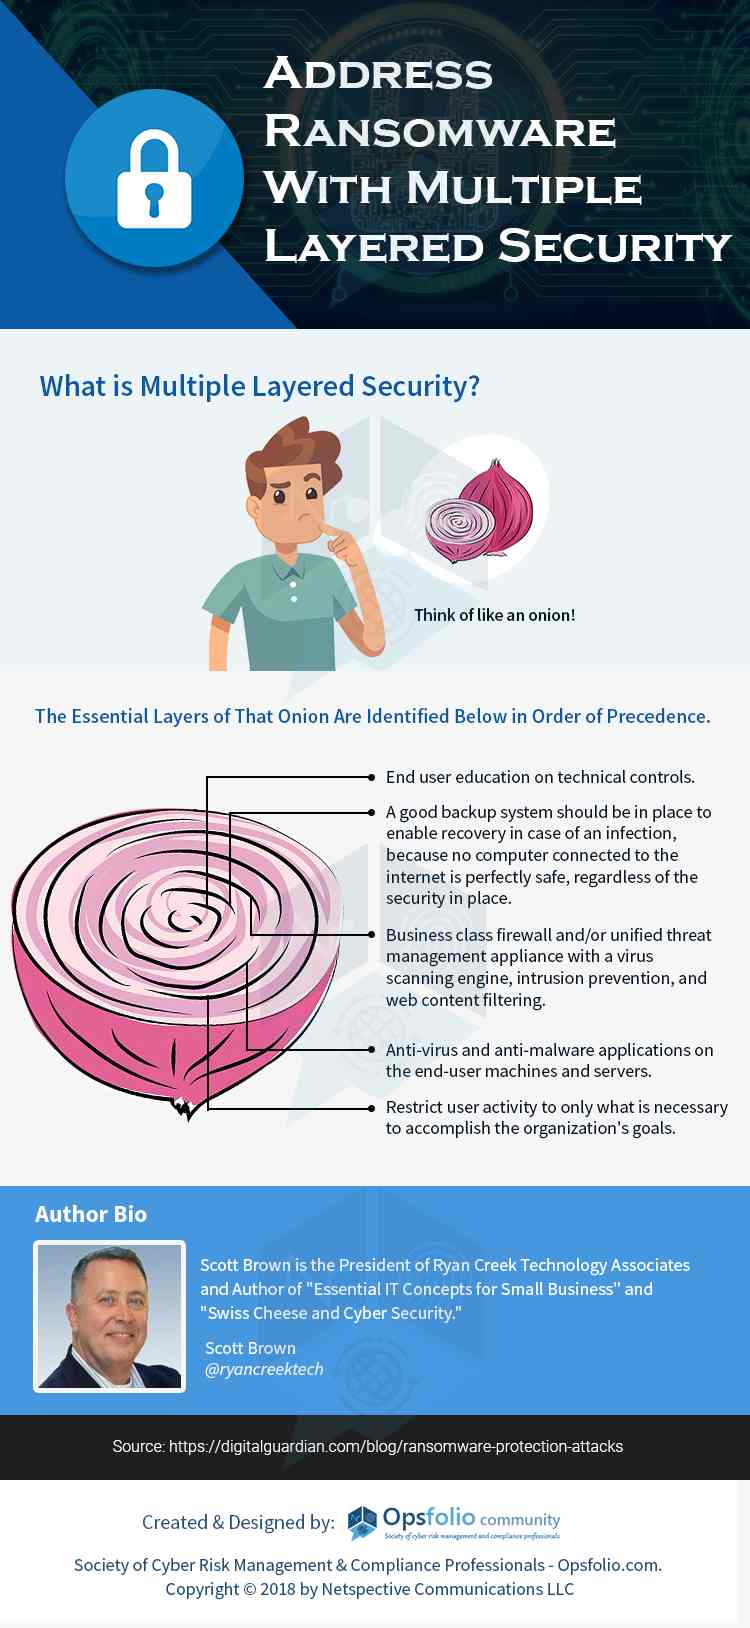 Address
Ransomware
With Multiple
Layered Security
What is Multiple Layered Security?
Think of like an onion!
The Essential Layers of That Onion Are Identified Below in Order of Precedence.
End user education on technical controls.
A good backup system should be in place to
enable recovery in case of an infection,
because no computer connected to the
internet is perfectly safe, regardless of the
security in place.
Business class firewall and/or unified threat
management appliance with a virus
scanning engine, intrusion prevention, and
web content filtering.
Anti-virus and anti-malware applications on
the end-user machines and servers.
Restrict user activity to only what is necessary
to accomplish the organization's goals.
Author Bio
Scott Brown is the President of Ryan Creek Technology Associates
and Author of "Essential IT Concepts for Small Business" and
"Swiss Cheese and Cyber Security."
Scott Brown
@ryancreektech
Source: https://digitalguardian.com/blog/ransomware-protection-attacks
Created & Designed by: Opsfolio community
Society of cyber risk management and compliance professionals
Society of Cyber Risk Management & Compliance Professionals - Opsfolio.com.
Copyright © 2018 by Netspective Communications LLC